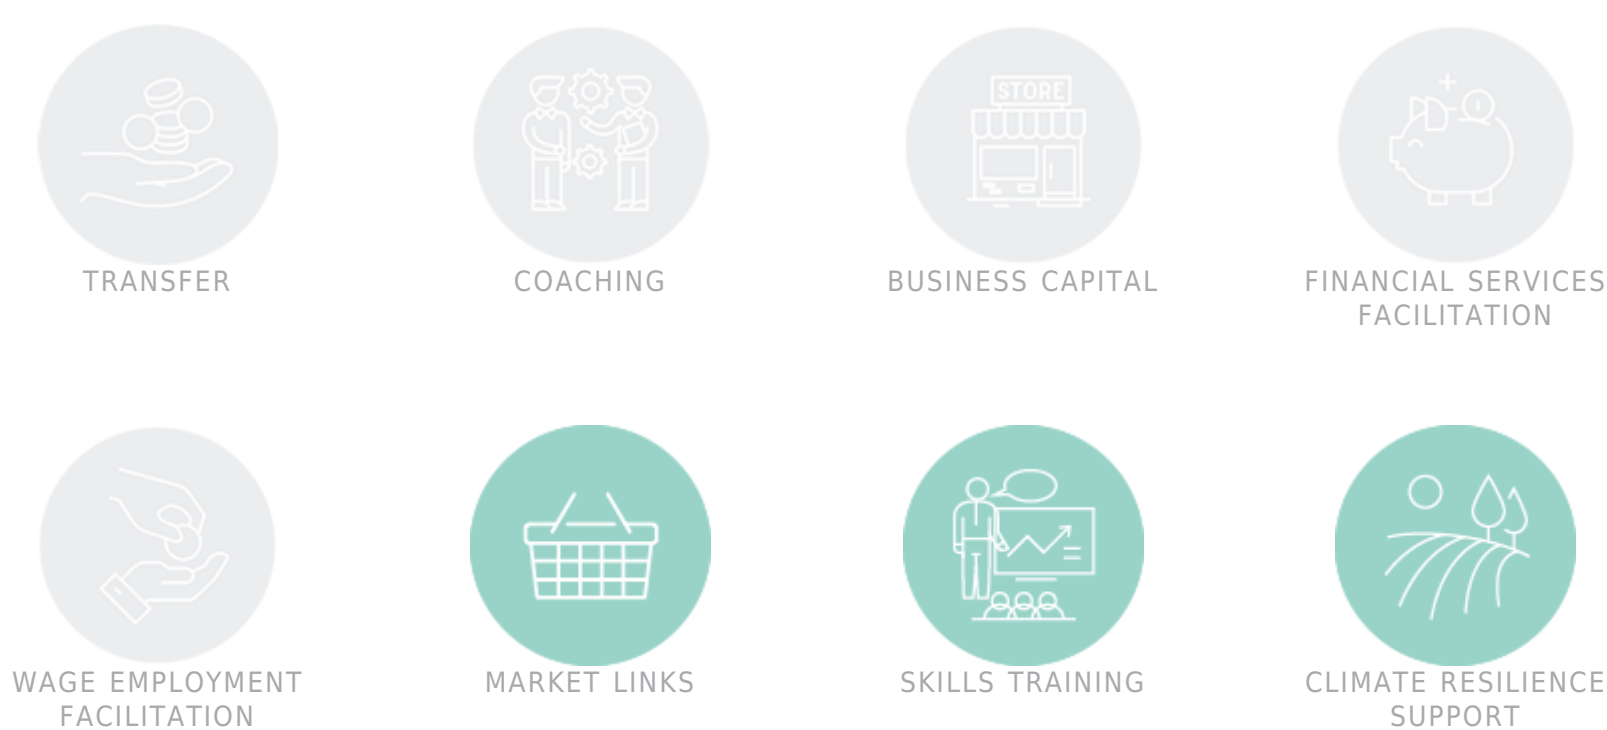 STORE
TRANSFER
COACHING
BUSINESS CAPITAL
FINANCIAL SERVICES
FACILITATION
WAGE EMPLOYMENT
FACILITATION
MARKET LINKS
SKILLS TRAINING
CLIMATE RESILIENCE
SUPPORT